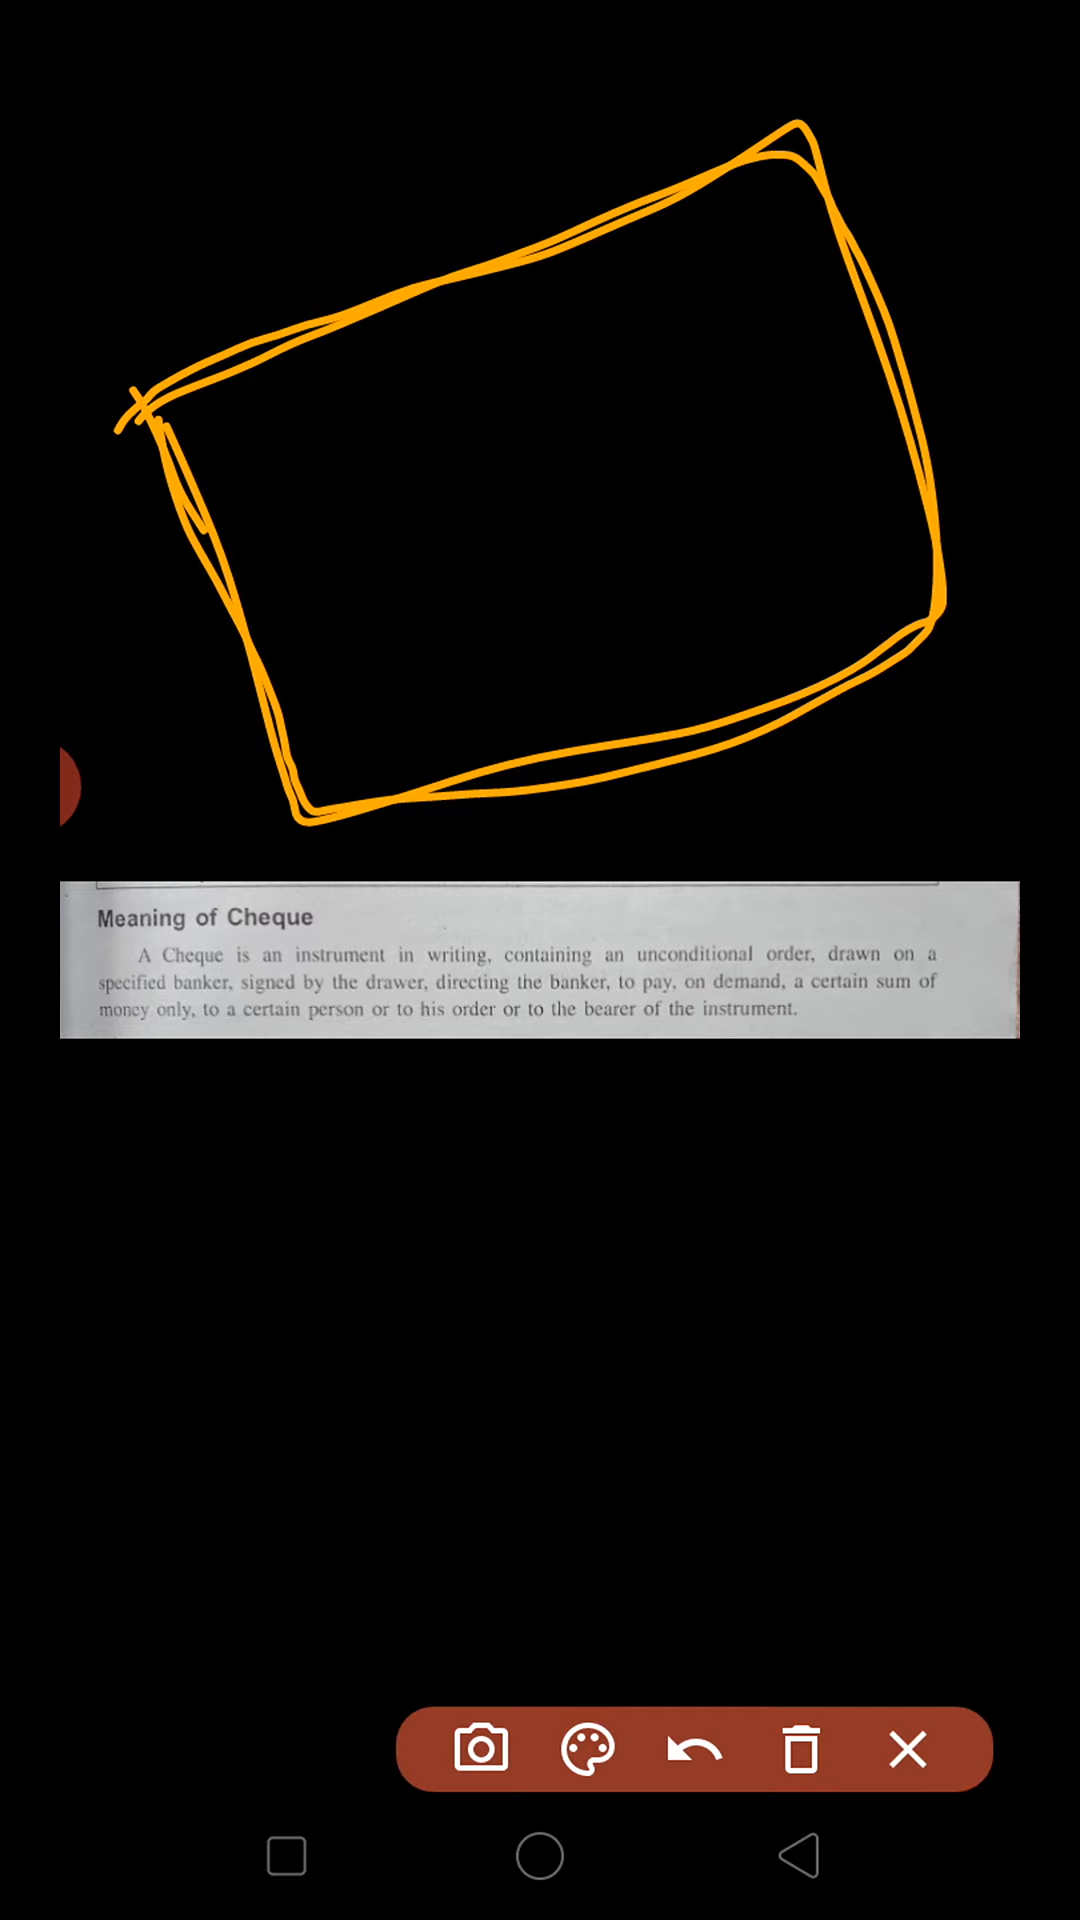 Meaning of Cheque
A Cheque is an instrument in writing, containing an unconditional order, drawn on a
specified banker, signed by the drawer, directing the banker, to pay, on demand, a certain sum of
money only, to a certain person or to his order or to the bearer of the instrument.